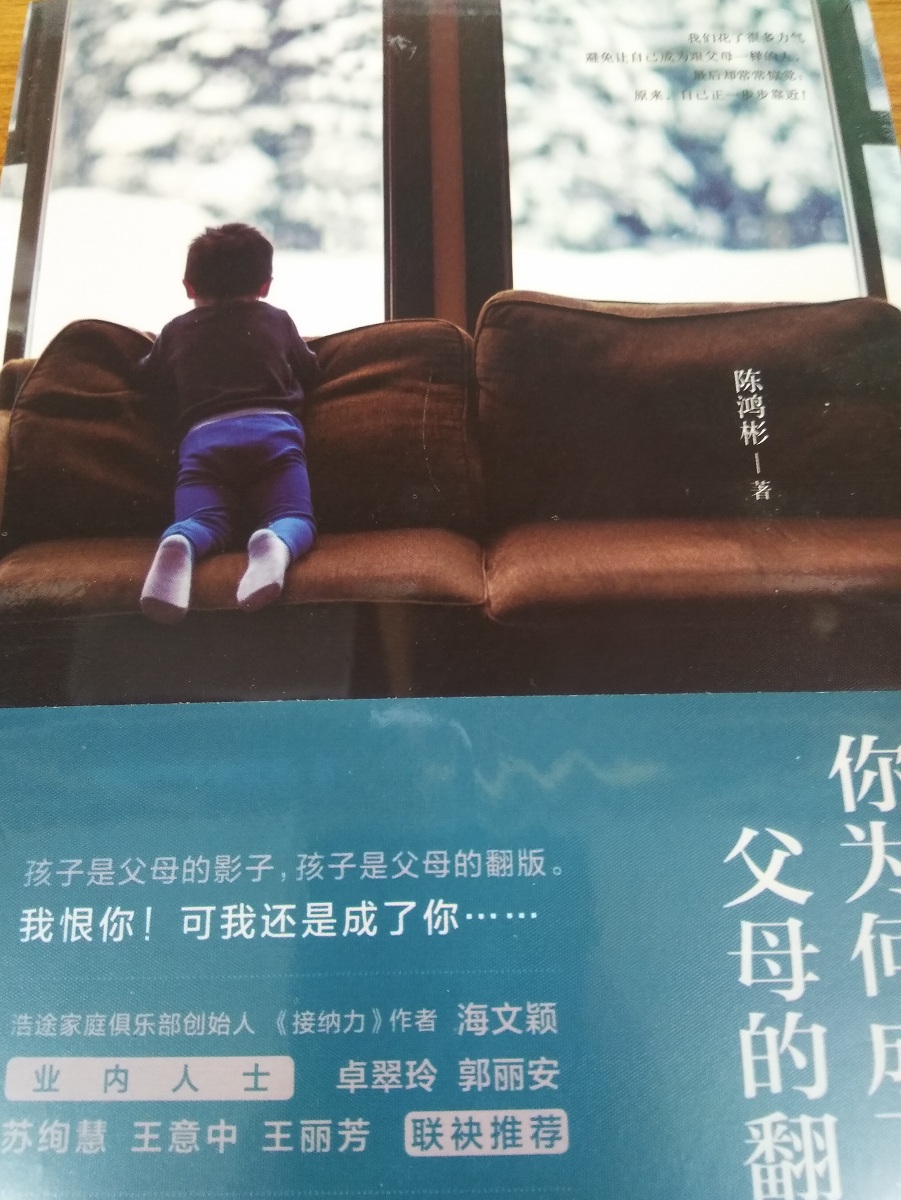 我们花了很多力气
避免让自己成为跟父母一样的人，
最后却常常惊觉：
原来，自己正一步步靠近！
陈鸿彬 — 著
你为何成
父母的翻
孩子是父母的影子，孩子是父母的翻版。
我恨你！可我还是成了你……
浩途家庭俱乐部创始人 《接纳力》作者 海文颖
业内人士 卓翠玲 郭丽安
苏绚慧 王意中 王丽芳 联袂推荐